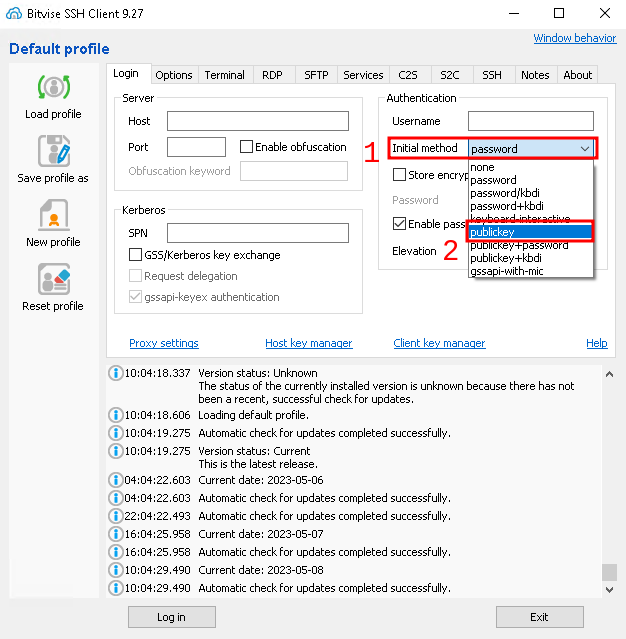 Bitvise SSH Client 9.27
Window behavior
Default profile
Load profile
Save profile as
New profile
Reset profile
Login Options Terminal RDP SFTP Services C2S S2C SSH Notes About
Server
Host
Port
Enable obfuscation
Obfuscation keyword
Kerberos
SPN
GSS/Kerberos key exchange
Request delegation
gssapi-keyex authentication
Authentication
Username
1
Initial method password
Store encryp
Password
Enable pass
Elevation
2
none
password
password/kbdi
password+kbdi
keyboard-interactive
publickey
publickey+password
publickey+kbdi
gssapi-with-mic
Proxy settings Host key manager Client key manager Help
10:04:18.337 Version status: Unknown
The status of the currently installed version is unknown because there has not
been a recent, successful check for updates.
10:04:18.606 Loading default profile.
10:04:19.275 Automatic check for updates completed successfully.
10:04:19.275 Version status: Current
This is the latest release.
04:04:22.603 Current date: 2023-05-06
04:04:22.603 Automatic check for updates completed successfully.
22:04:22.493 Automatic check for updates completed successfully.
16:04:25.958 Current date: 2023-05-07
16:04:25.958 Automatic check for updates completed successfully.
10:04:29.490 Current date: 2023-05-08
10:04:29.490 Automatic check for updates completed successfully.
Log in
Exit